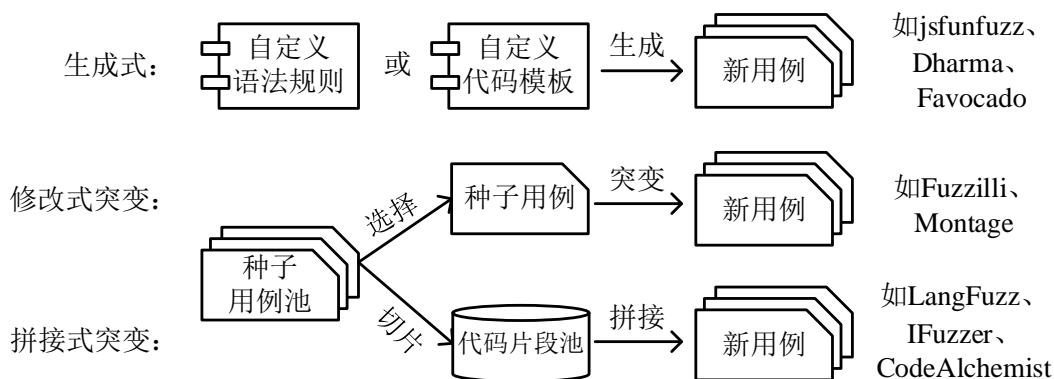 生成式：
自定义
语法规则
或
自定义
代码模板
生成
新用例
如jsfunfuzz、
Dharma、
Favocado
修改式突变：
选择
种子用例
突变
新用例
如Fuzzilli、
Montage
种子
用例池
拼接式突变：
切片
代码片段池
拼接
新用例
如LangFuzz、
IFuzzer、
CodeAlchemist